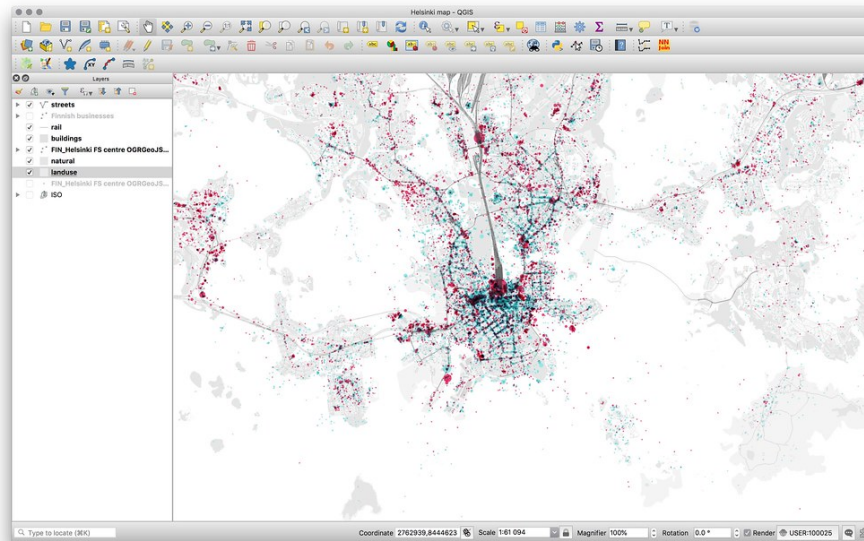 Helsinki map - QGIS
Layers
streets
Finnish businesses
rail
buildings
FIN_Helsinki FS centre OGRGeoJS...
natural
landuse
FIN_Helsinki FS centre OGRGeoJS...
ISO
Type to locate (⌘K)
Coordinate 2762939,8444623 Scale 1:61 094 Magnifier 100% Rotation 0.0 ° Render USER:100025